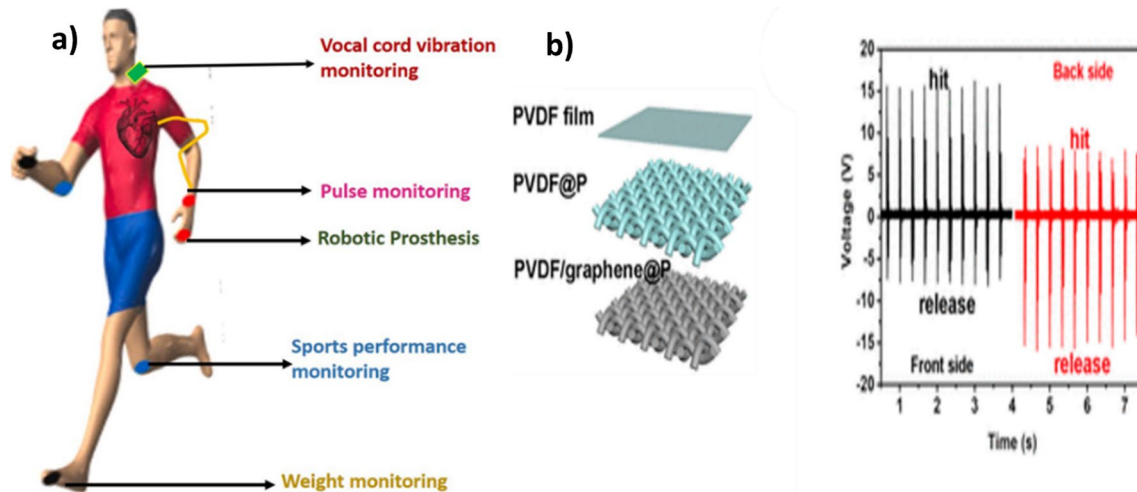 a)
Vocal cord vibration
monitoring
Pulse monitoring
Robotic Prosthesis
Sports performance
monitoring
Weight monitoring
b)
PVDF film
PVDF@P
PVDF/graphene@P
Voltage (V)
20
15
10
5
0
-5
-10
-15
-20
hit
release
Front side
Back side
hit
release
1 2 3 4 5 6 7
Time (s)